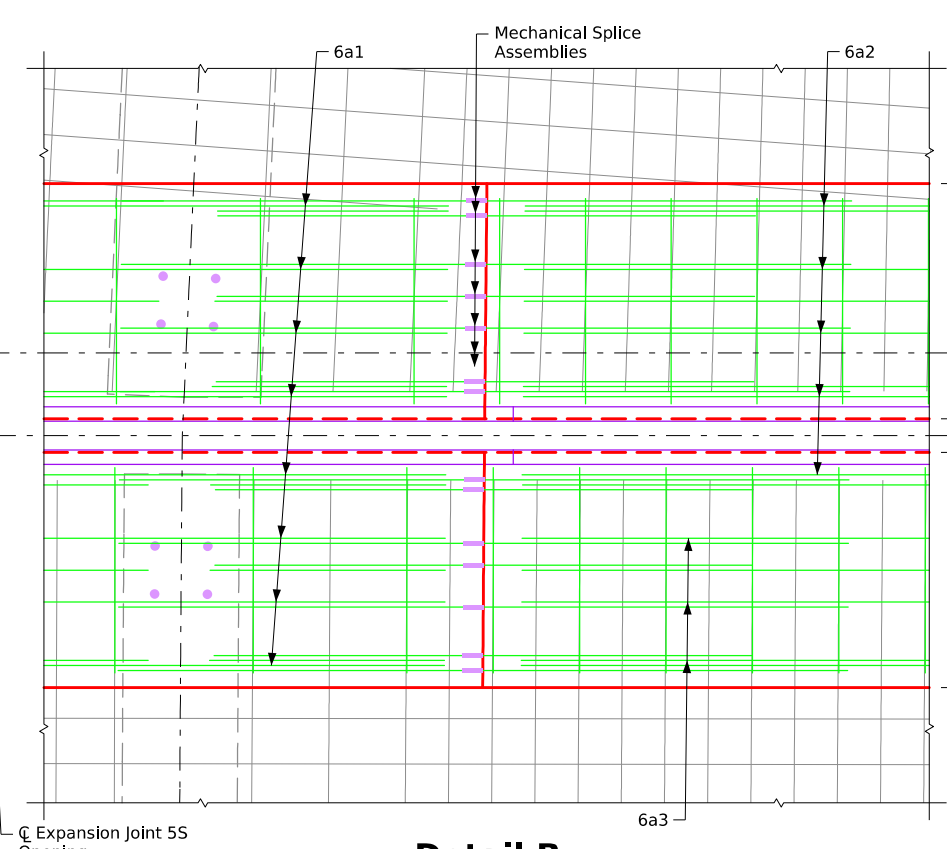 Mechanical Splice
Assemblies
6a1
6a2
6a3
℄ Expansion Joint 5S